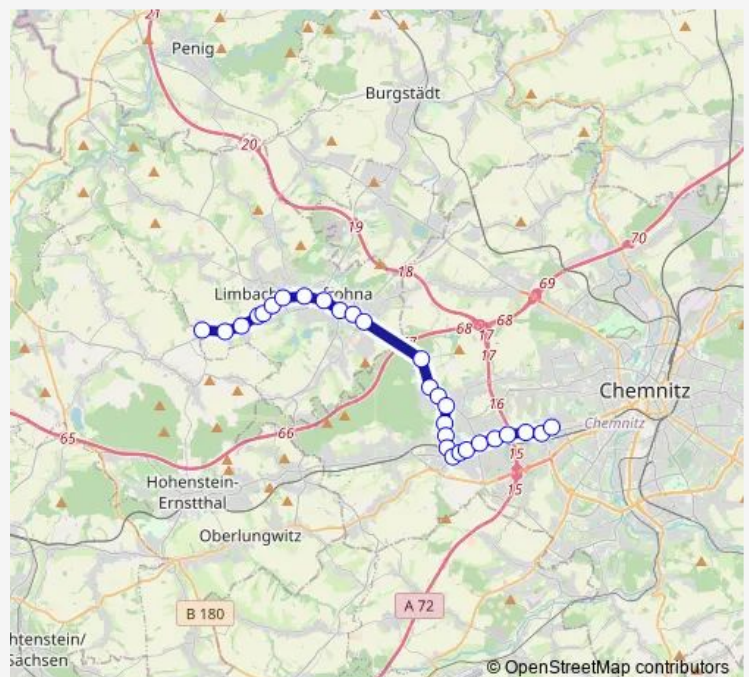 21
Penig
Burgstädt
20
19
18
70
69
68
68
17
17
Limbach
ohna
67
16
Chemnitz
Chemnitz
65
66
15
15
Hohenstein-
Ernstthal
Oberlungwitz
B 180
A 72
htenstein/
Sachsen
© OpenStreetMap contributors